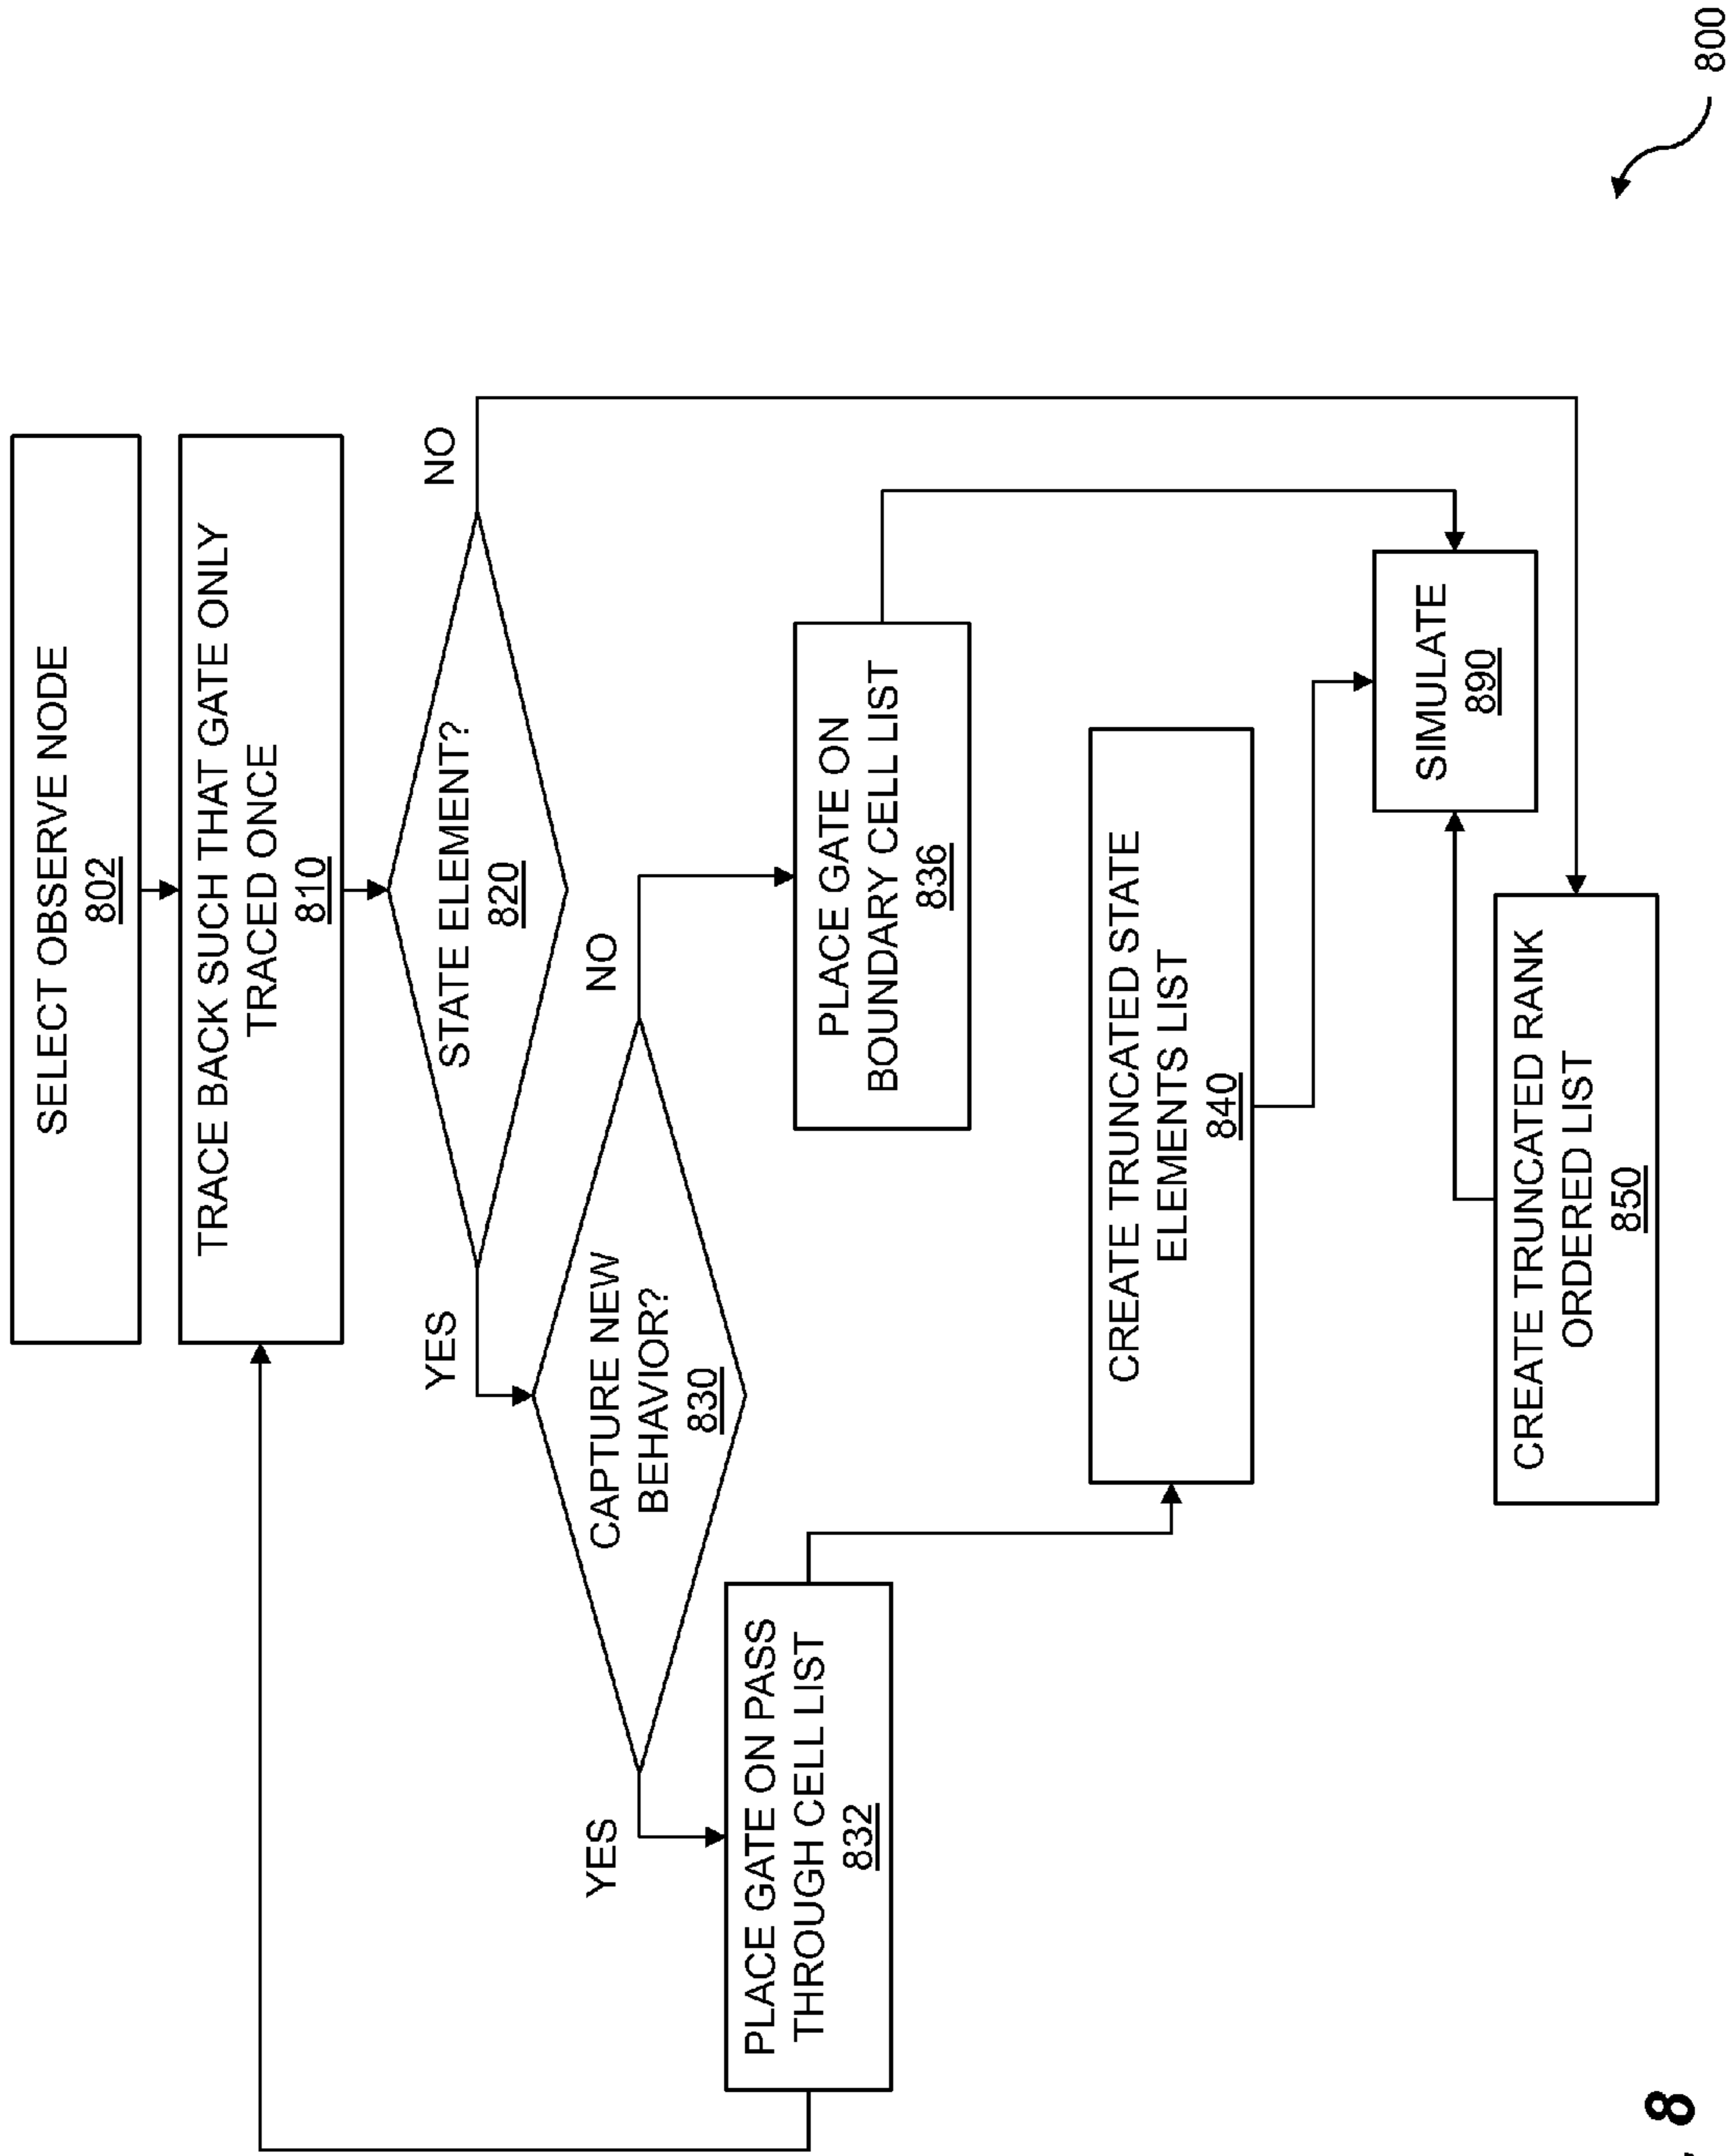 SELECT OBSERVE NODE
802
TRACE BACK SUCH THAT GATE ONLY
TRACED ONCE
810
STATE ELEMENT?
820
YES
NO
CAPTURE NEW
BEHAVIOR?
830
YES
NO
PLACE GATE ON PASS
THROUGH CELL LIST
832
PLACE GATE ON
BOUNDARY CELL LIST
836
CREATE TRUNCATED STATE
ELEMENTS LIST
840
SIMULATE
890
CREATE TRUNCATED RANK
ORDERED LIST
850
800
8